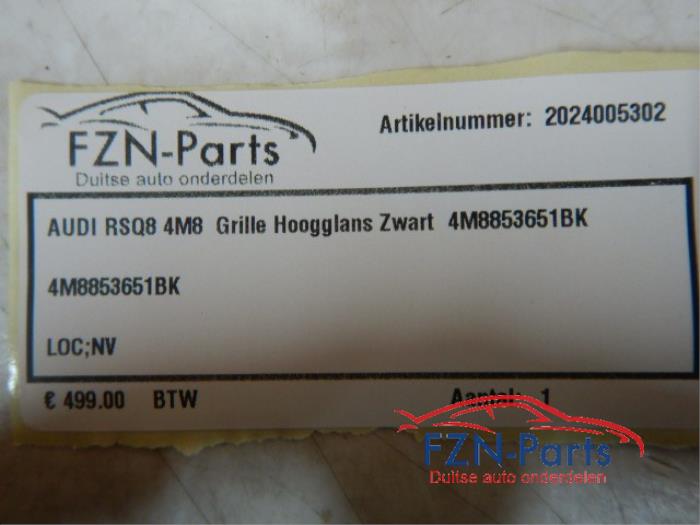 FZN-Parts
Duitse auto onderdelen
Artikelnummer: 2024005302
AUDI RSQ8 4M8 Grille Hoogglans Zwart 4M8853651BK
4M8853651BK
LOC;NV
€ 499.00 BTW Aantal: 1
FZN-Parts
Duitse auto onderdelen